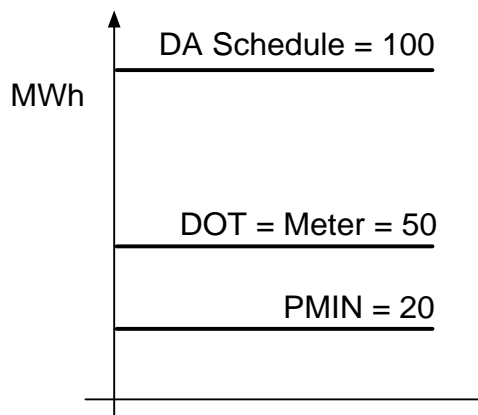 DA Schedule = 100
MWh
DOT = Meter = 50
PMIN = 20